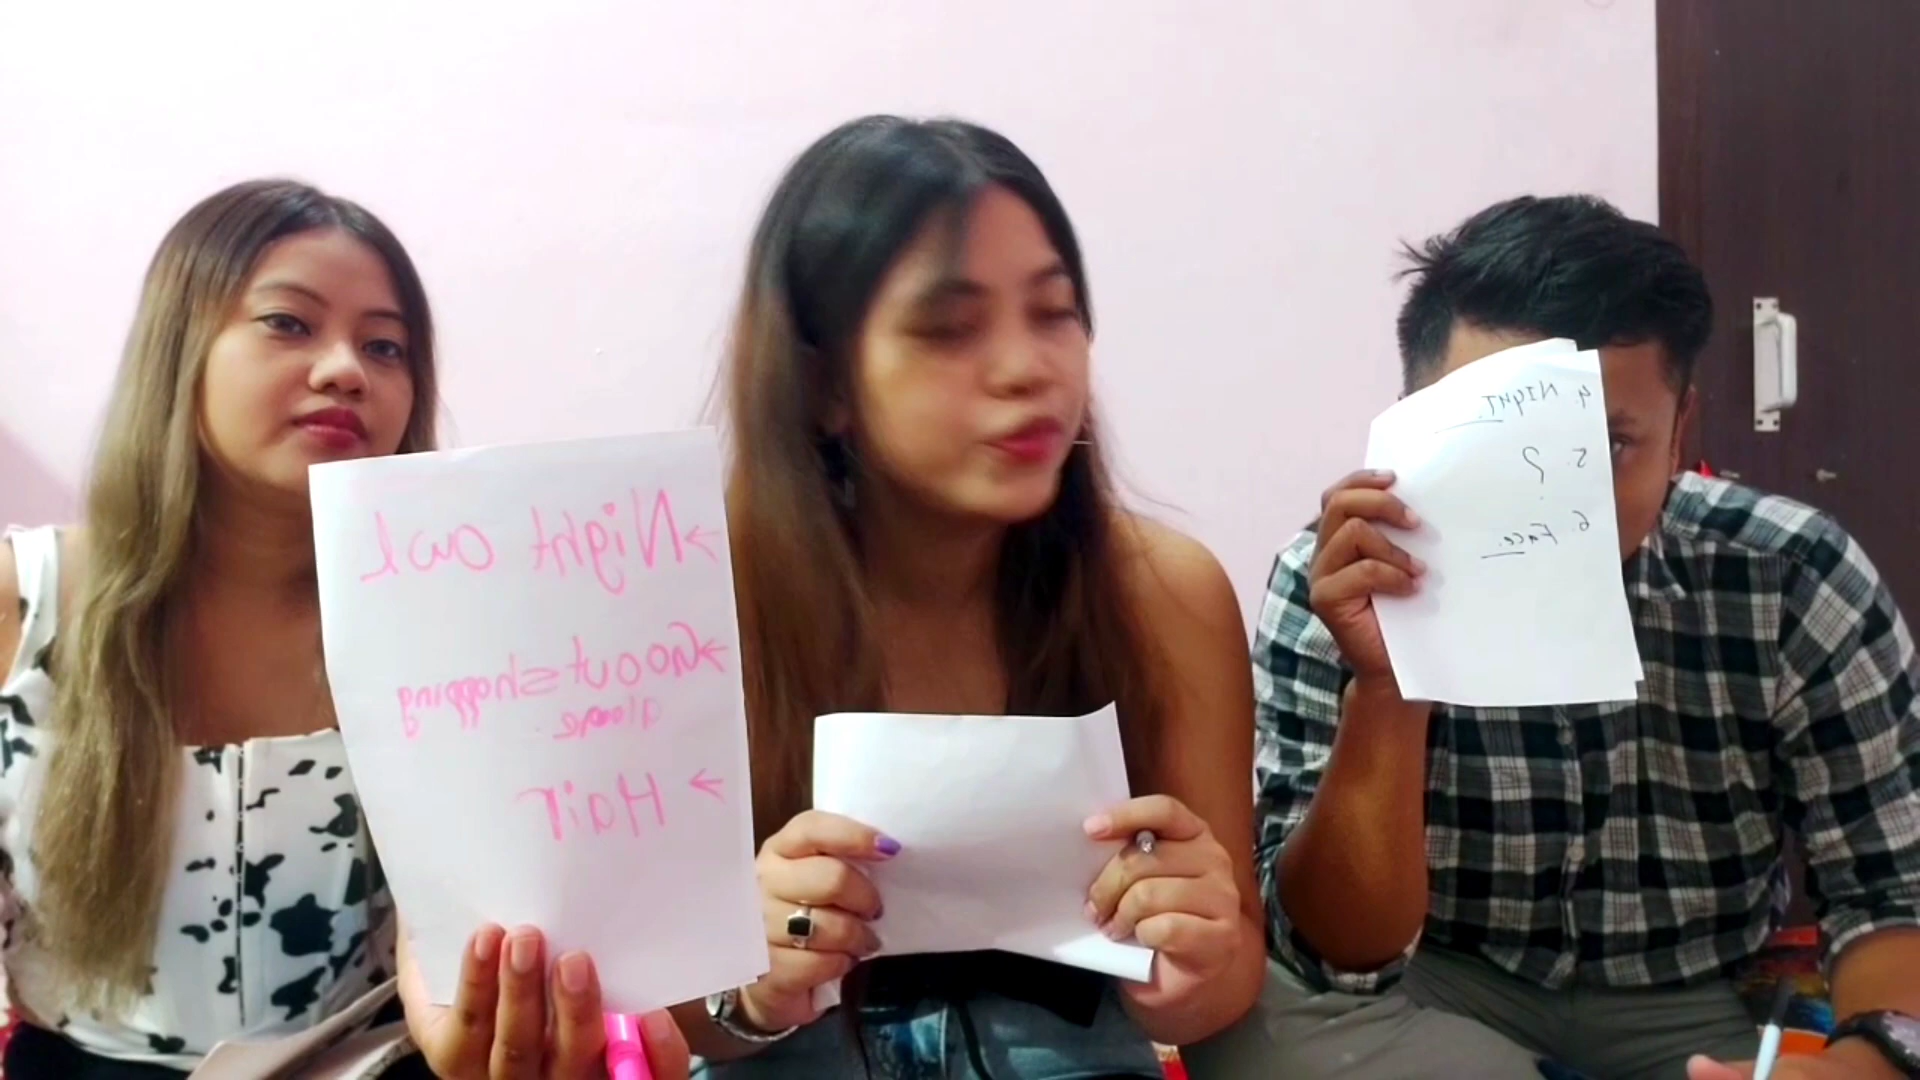 → Night Owl
→ Go out shopping
alone.
→ Hair
4. NIGHT.
5. ?
6. Face.